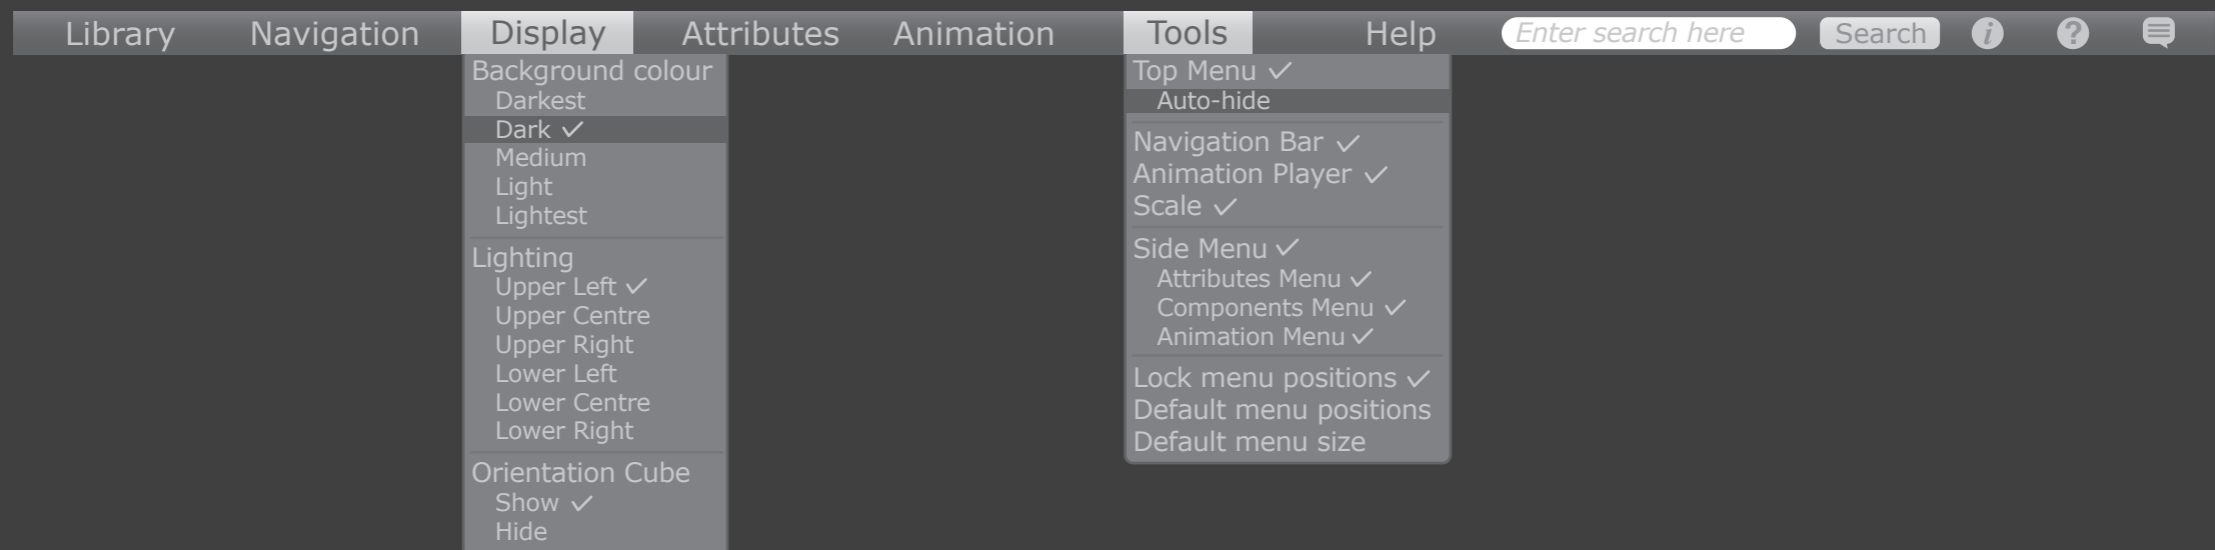 Library Navigation Display Attributes Animation Tools Help Enter search here Search i ?
Background colour
Darkest
Dark ✓
Medium
Light
Lightest
Lighting
Upper Left ✓
Upper Centre
Upper Right
Lower Left
Lower Centre
Lower Right
Orientation Cube
Show ✓
Hide
Top Menu ✓
Auto-hide
Navigation Bar ✓
Animation Player ✓
Scale ✓
Side Menu ✓
Attributes Menu ✓
Components Menu ✓
Animation Menu ✓
Lock menu positions ✓
Default menu positions
Default menu size